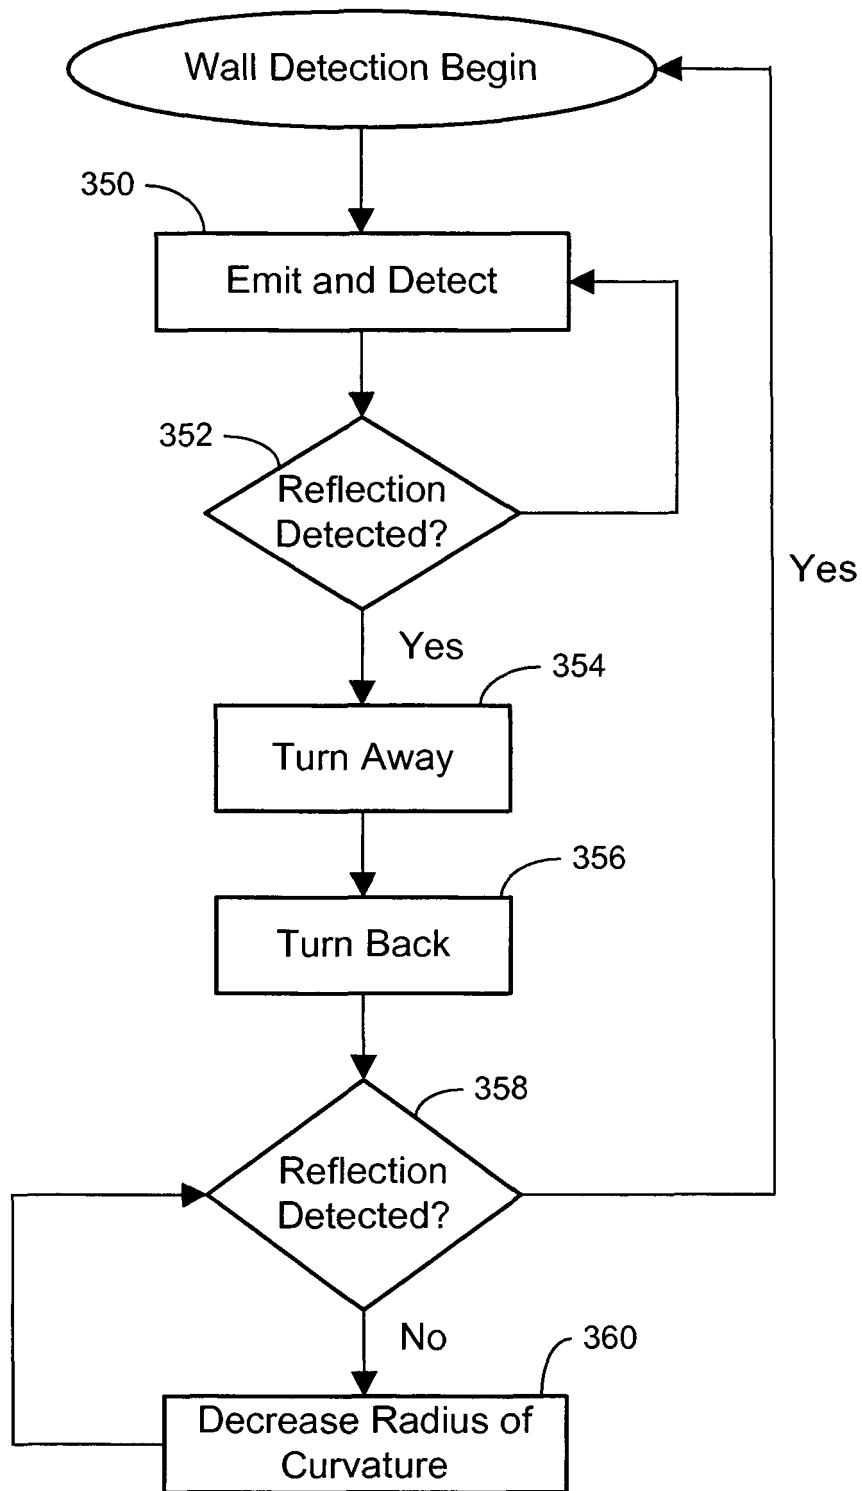 Wall Detection Begin
350
Emit and Detect
352
Reflection
Detected?
Yes
Yes
354
Turn Away
356
Turn Back
358
Reflection
Detected?
No
360
Decrease Radius of
Curvature